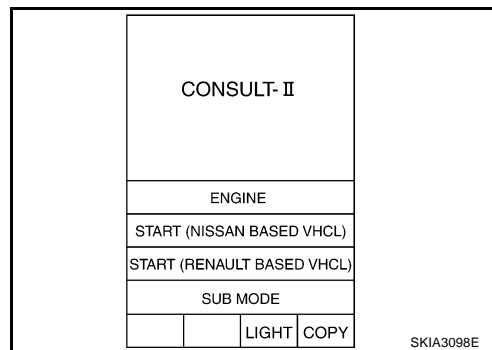 CONSULT-II
ENGINE
START (NISSAN BASED VHCL)
START (RENAULT BASED VHCL)
SUB MODE
LIGHT COPY
SKIA3098E